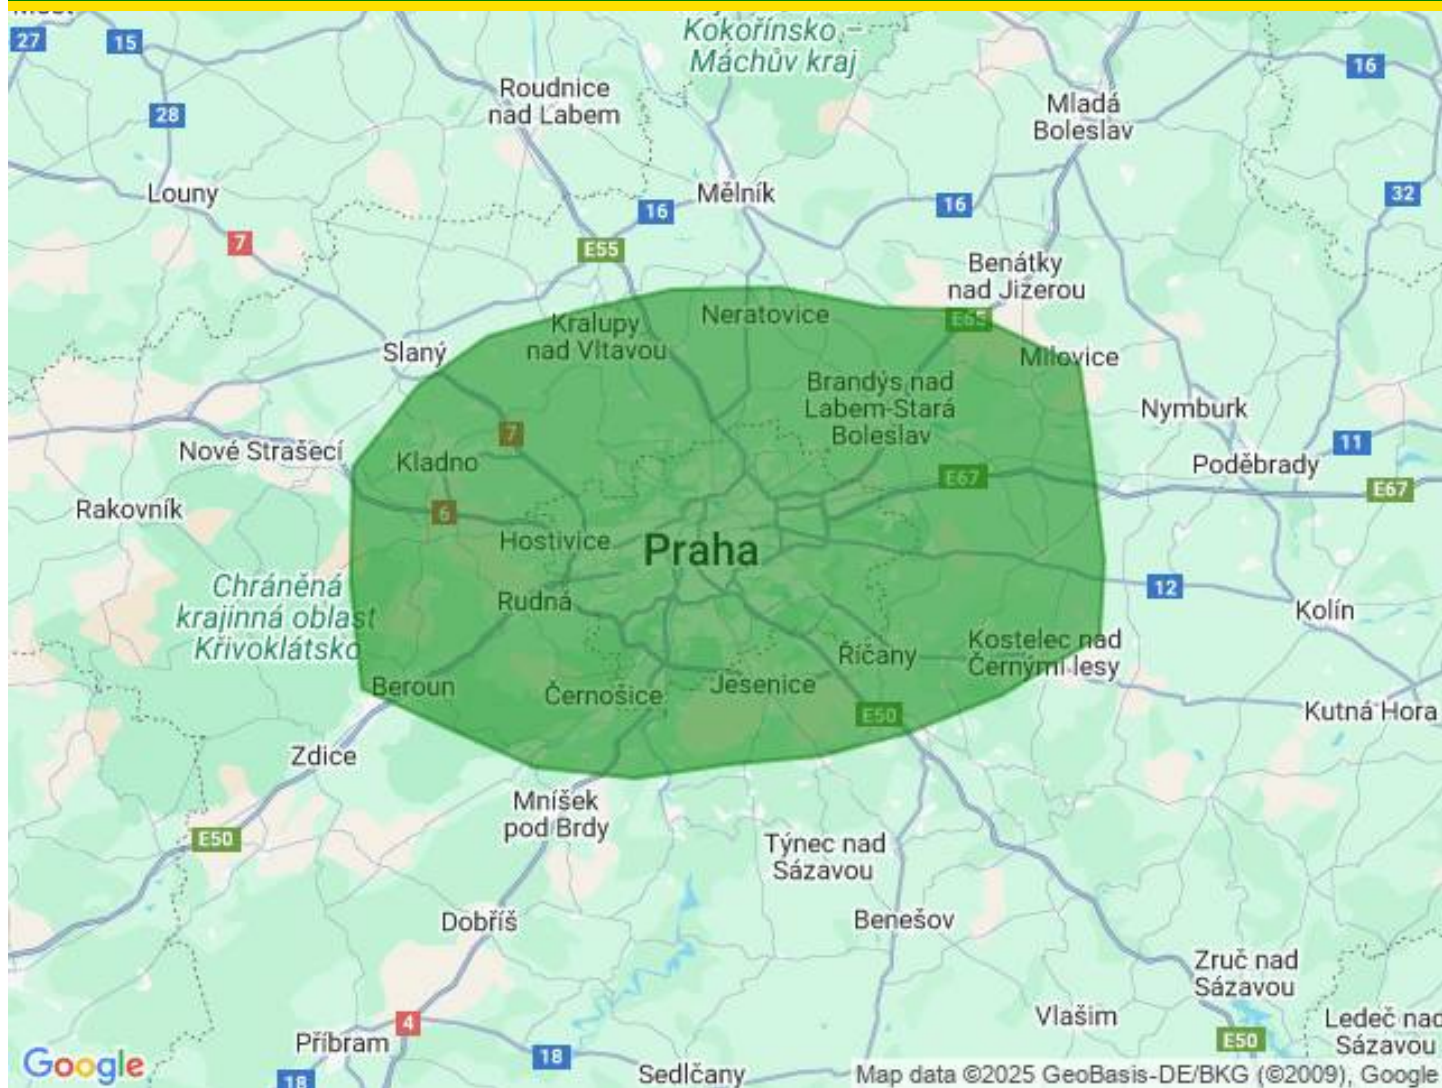 27
15
Kokořínsko –
Máchův kraj
16
Roudnice
nad Labem
28
Mladá
Boleslav
Louny
Mělník
16
16
32
7
E55
Benátky
nad Jizerou
Neratovice
E65
Kralupy
nad Vltavou
Slaný
Milovice
Brandýs nad
Labem-Stará
Boleslav
Nymburk
7
11
Nové Strašecí
Kladno
Poděbrady
E67
E67
Rakovník
6
Hostivice
Praha
Chráněná
krajinná oblast
Křivoklátsko
12
Rudná
Kolín
Kostelec nad
Černými lesy
Říčany
Beroun
Černošice
Jesenice
E50
Kutná Hora
Zdice
Mníšek
pod Brdy
E50
Týnec nad
Sázavou
Dobříš
Benešov
Zruč nad
Sázavou
4
Vlašim
Ledeč nad
Sázavou
Příbram
E50
18
Google
18
Sedlčany
Map data ©2025 GeoBasis-DE/BKG (©2009), Google